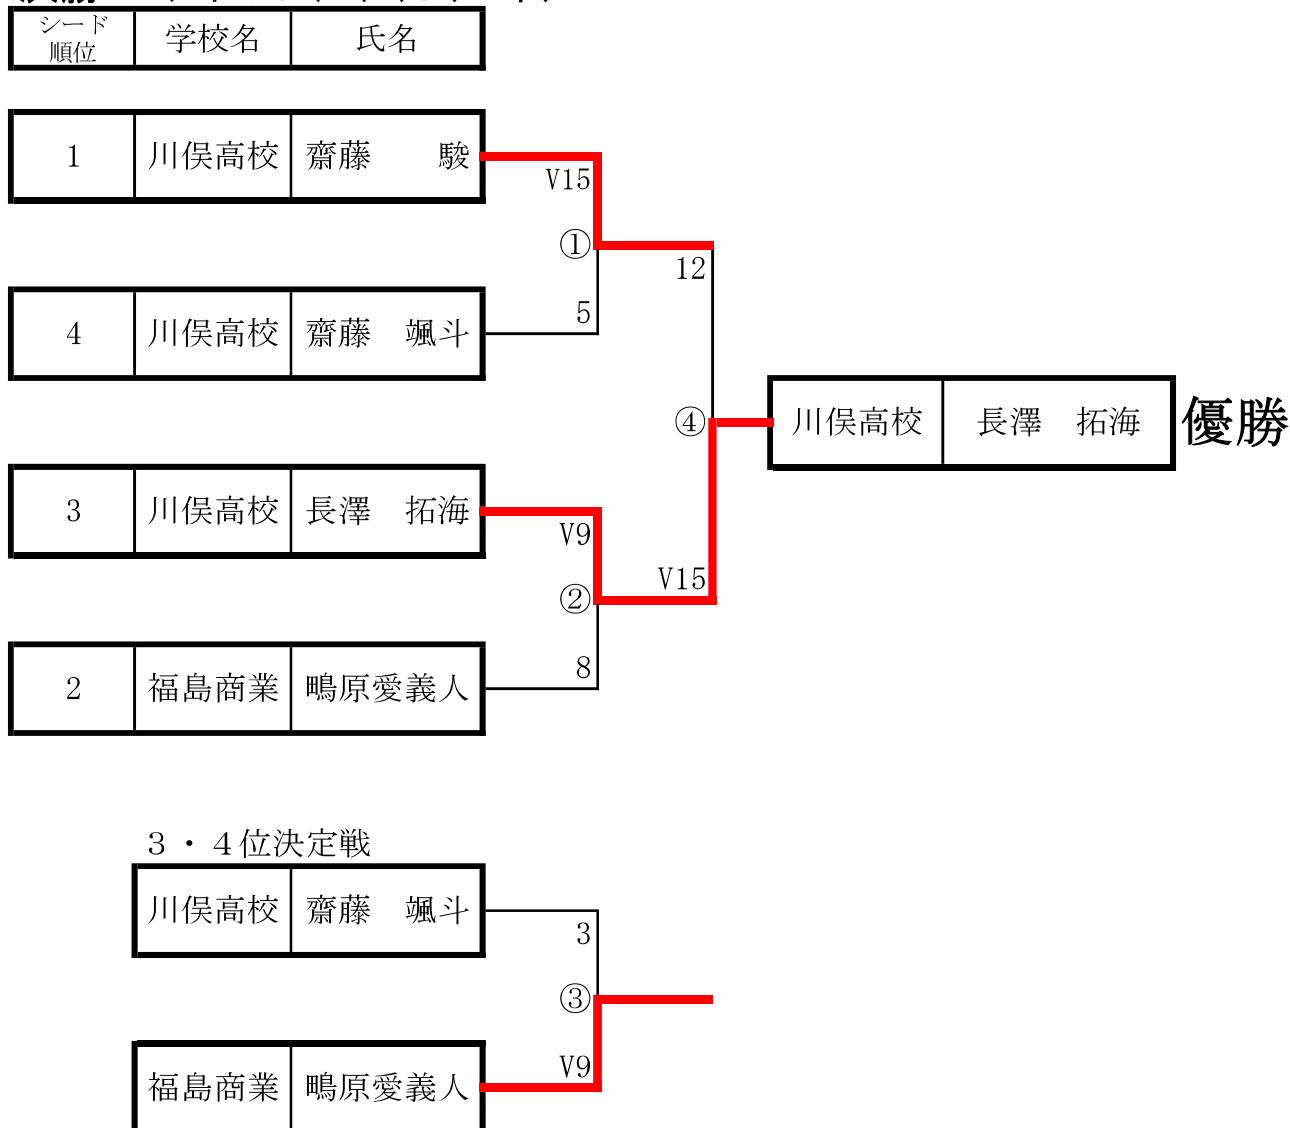 シード順位 学校名 氏名
1 川俣高校 齋藤　　駿
V15
①
12
5
4 川俣高校 齋藤　颯斗
④ 川俣高校 長澤　拓海 優勝
3 川俣高校 長澤　拓海
V9
V15
②
8
2 福島商業 鴫原愛義人
３・４位決定戦
川俣高校 齋藤　颯斗
3
③
V9
福島商業 鴫原愛義人